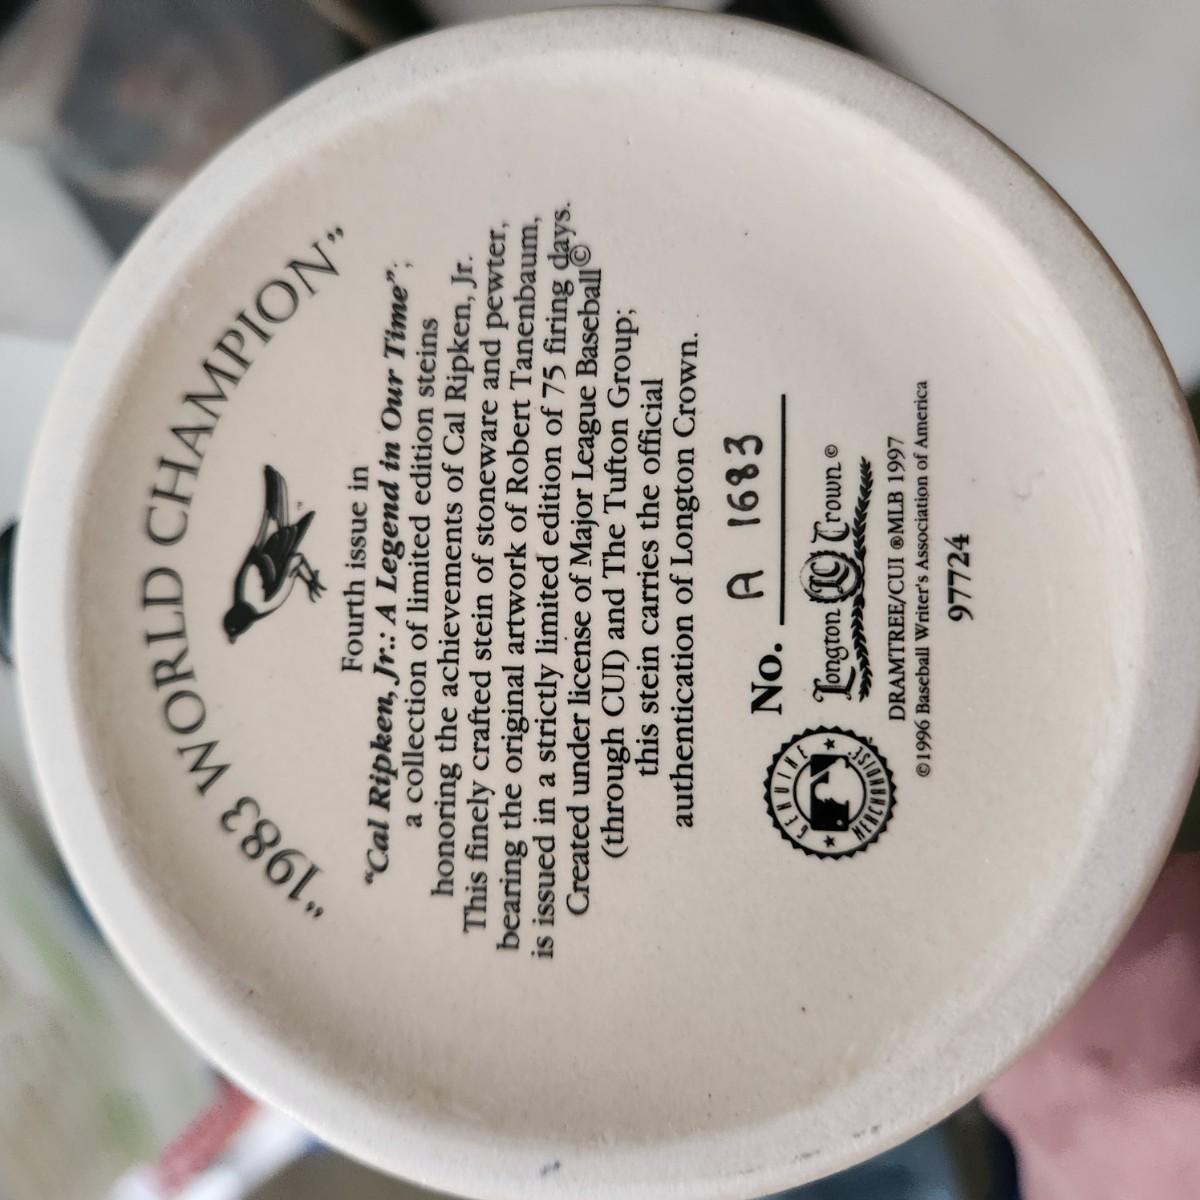 "1983 WORLD CHAMPION"
Fourth issue in
"Cal Ripken, Jr.: A Legend in Our Time";
a collection of limited edition steins
honoring the achievements of Cal Ripken, Jr.
This finely crafted stein of stoneware and pewter,
bearing the original artwork of Robert Tanenbaum,
is issued in a strictly limited edition of 75 firing days.
Created under license of Major League Baseball©
(through CUI) and The Tufton Group;
this stein carries the official
authentication of Longton Crown.
No. A 1683
GENUINE
MERCHANDISE
Longton LC Crown ©
DRAMTREE/CUI ®MLB 1997
©1996 Baseball Writer's Association of America
97724